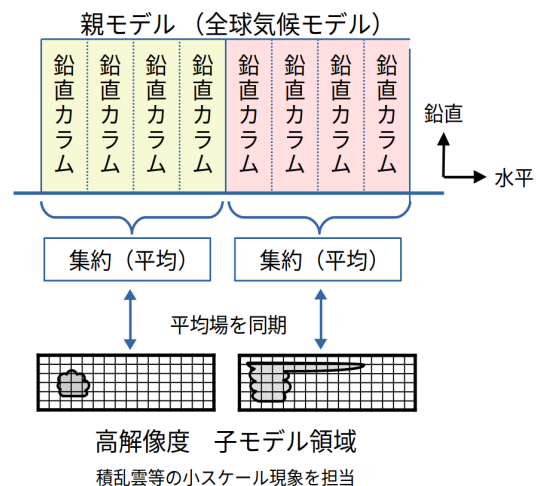 親モデル（全球気候モデル）
鉛直カラム 鉛直カラム 鉛直カラム 鉛直カラム 鉛直カラム 鉛直カラム 鉛直カラム 鉛直カラム
鉛直
水平
集約（平均） 集約（平均）
平均場を同期
高解像度　子モデル領域
積乱雲等の小スケール現象を担当